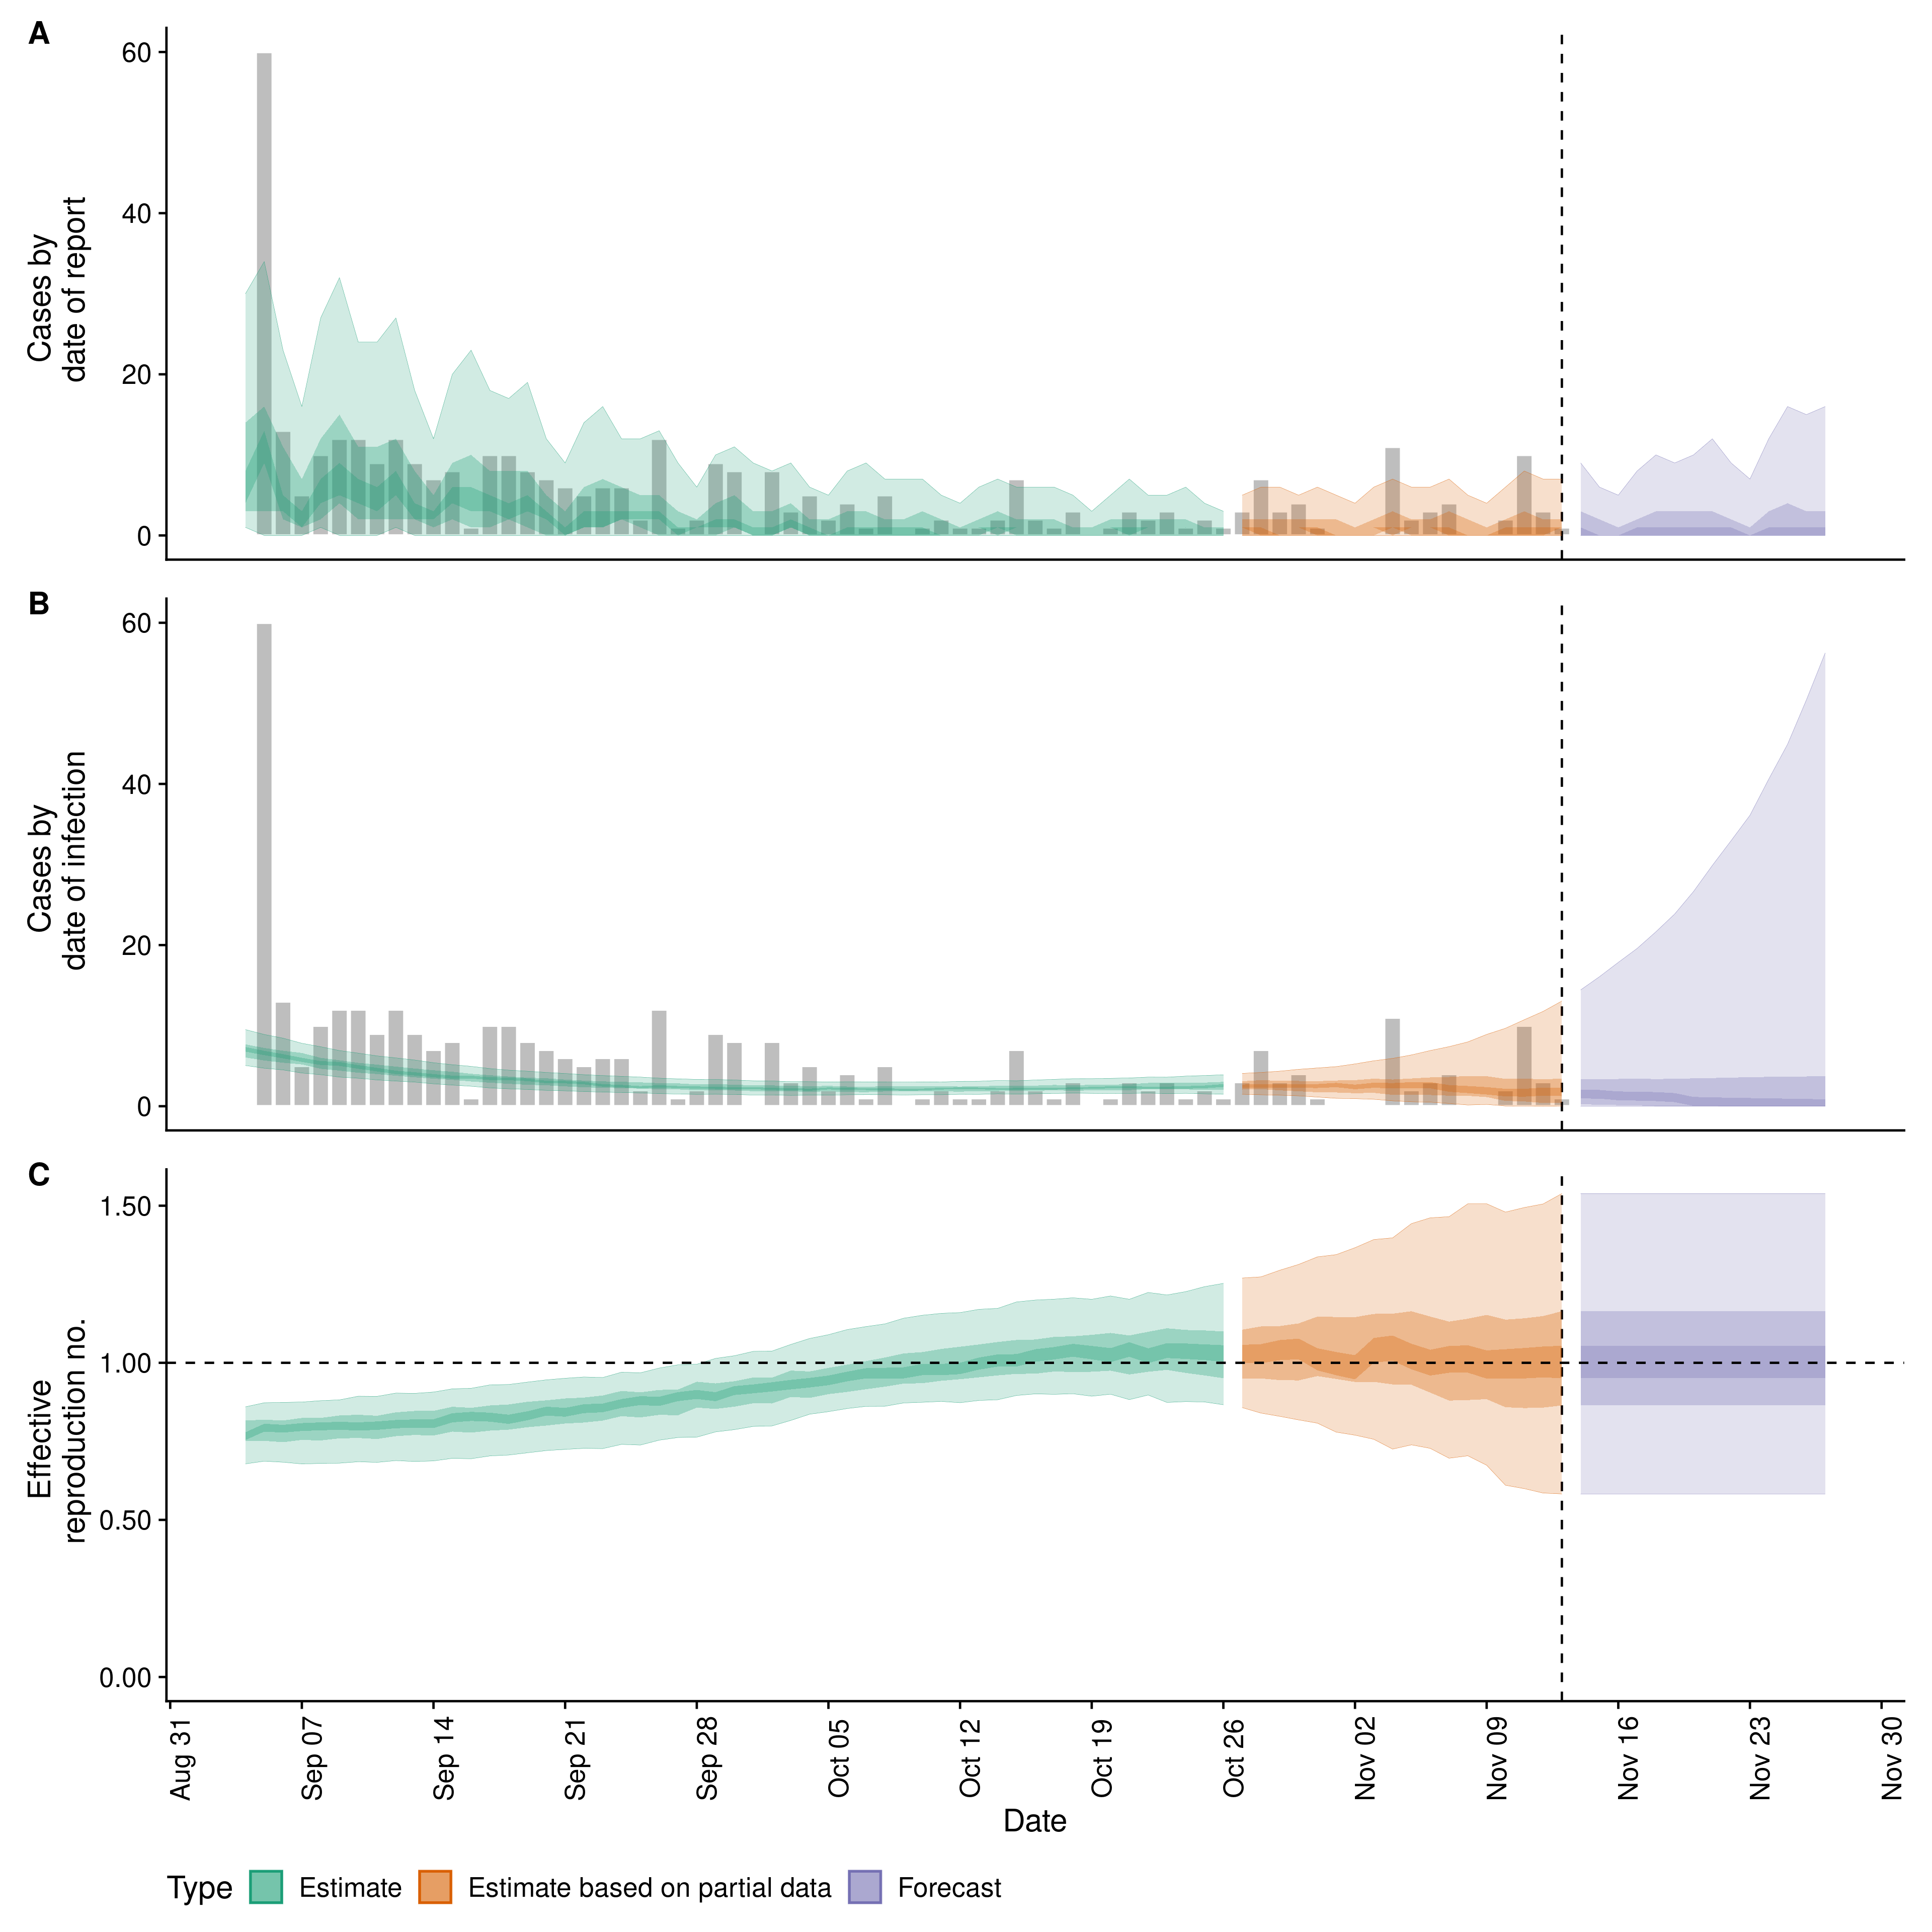 A
60
40
20
0
Cases by
date of report
B
60
40
20
0
Cases by
date of infection
C
1.50
1.00
0.50
0.00
Effective
reproduction no.
Aug 31
Sep 07
Sep 14
Sep 21
Sep 28
Oct 05
Oct 12
Oct 19
Oct 26
Nov 02
Nov 09
Nov 16
Nov 23
Nov 30
Date
Type Estimate Estimate based on partial data Forecast